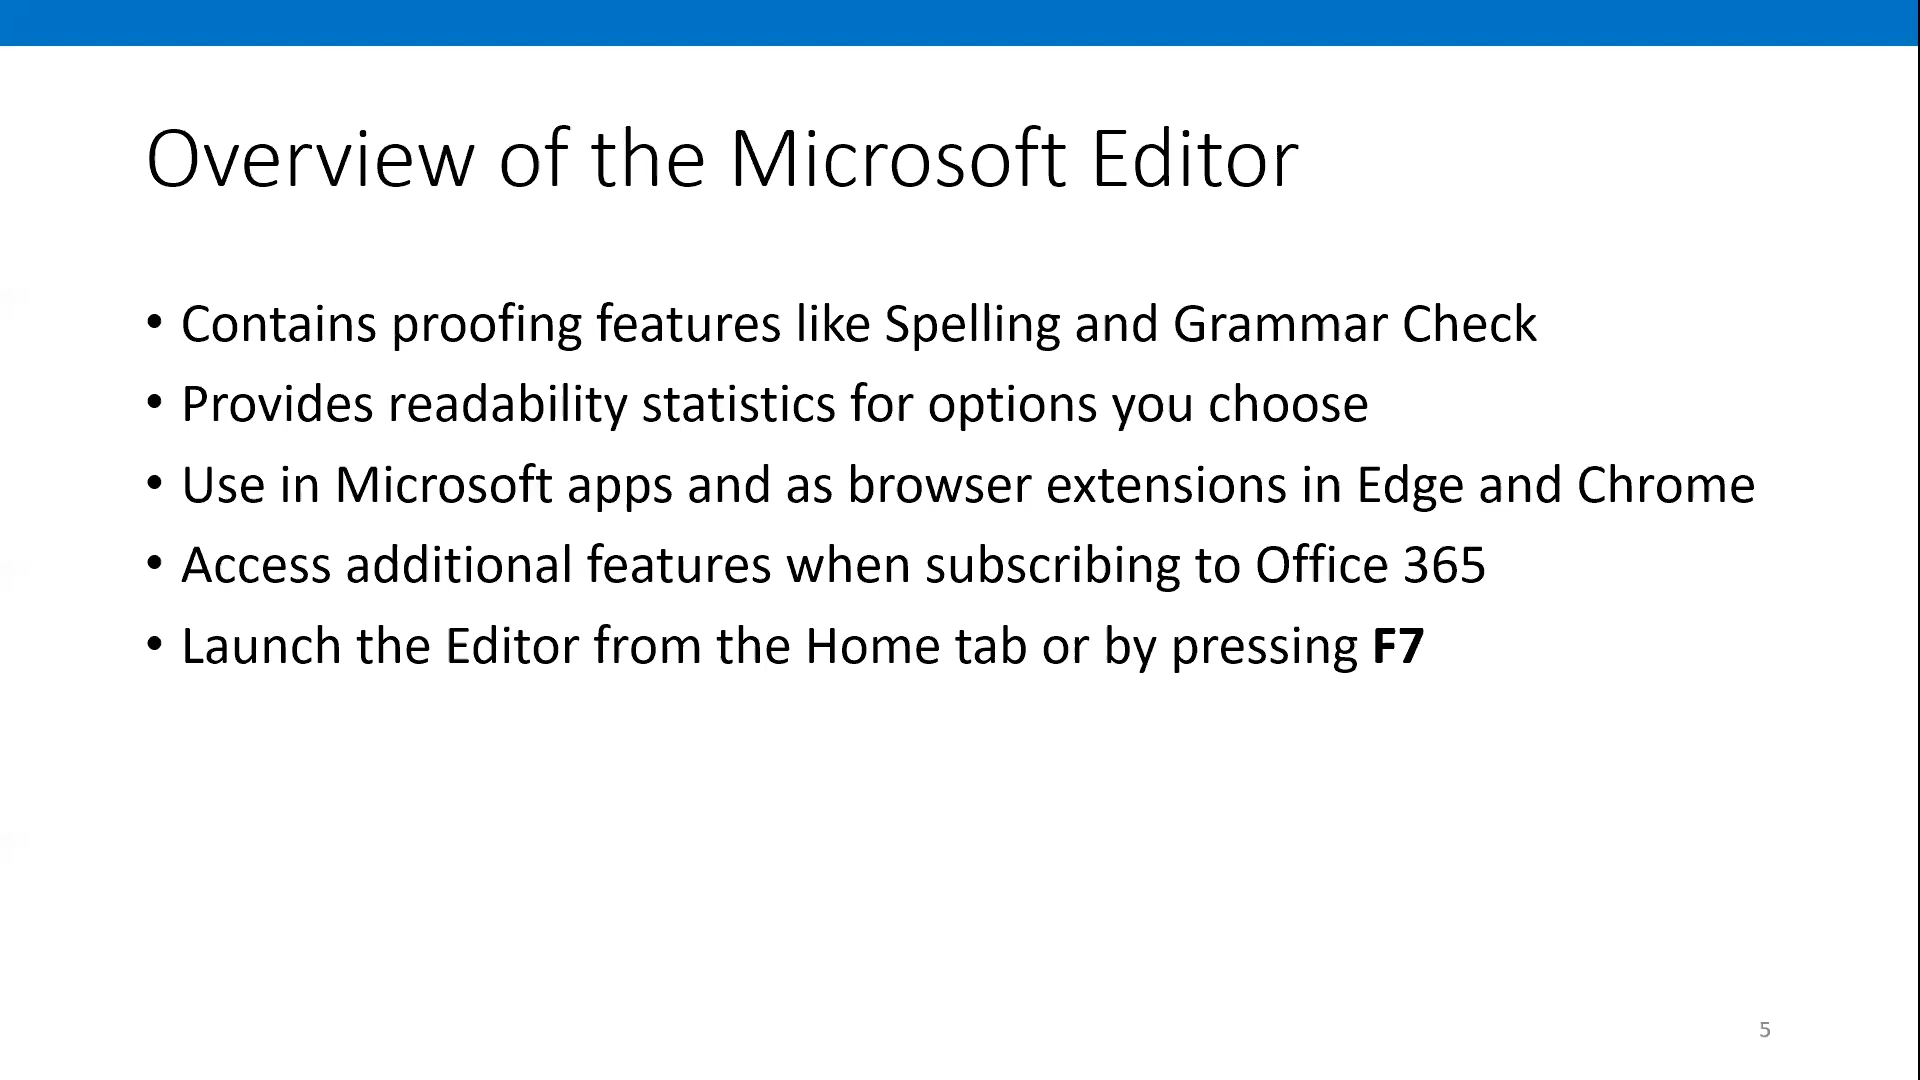 Overview of the Microsoft Editor
• Contains proofing features like Spelling and Grammar Check
• Provides readability statistics for options you choose
• Use in Microsoft apps and as browser extensions in Edge and Chrome
• Access additional features when subscribing to Office 365
• Launch the Editor from the Home tab or by pressing F7
5